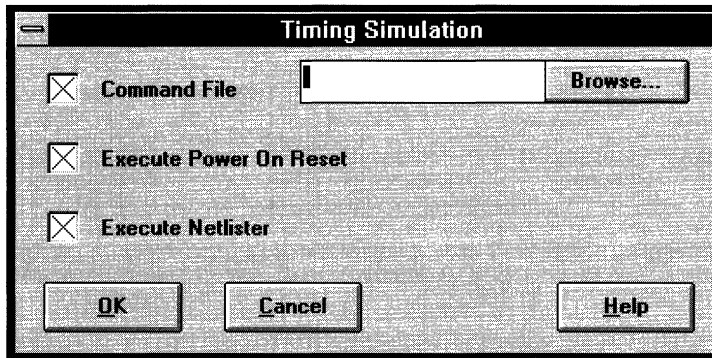 Timing Simulation
Command File Browse...
Execute Power On Reset
Execute Netlister
OK Cancel Help